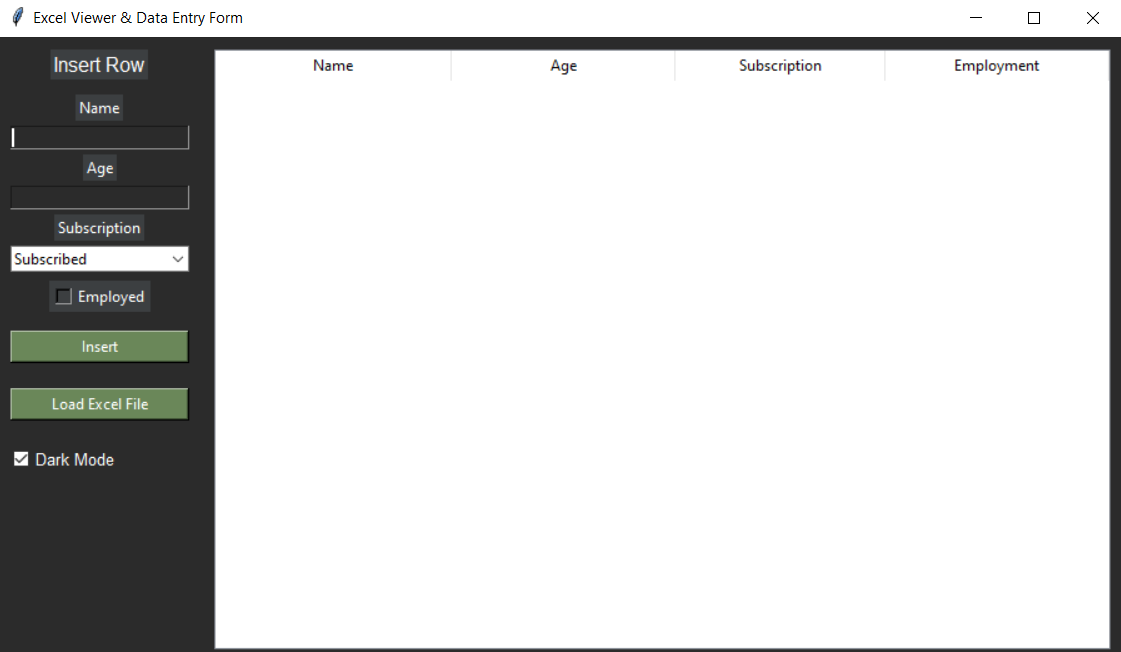 Excel Viewer & Data Entry Form
Insert Row
Name
Age
Subscription
Subscribed
Employed
Insert
Load Excel File
Dark Mode
Name Age Subscription Employment